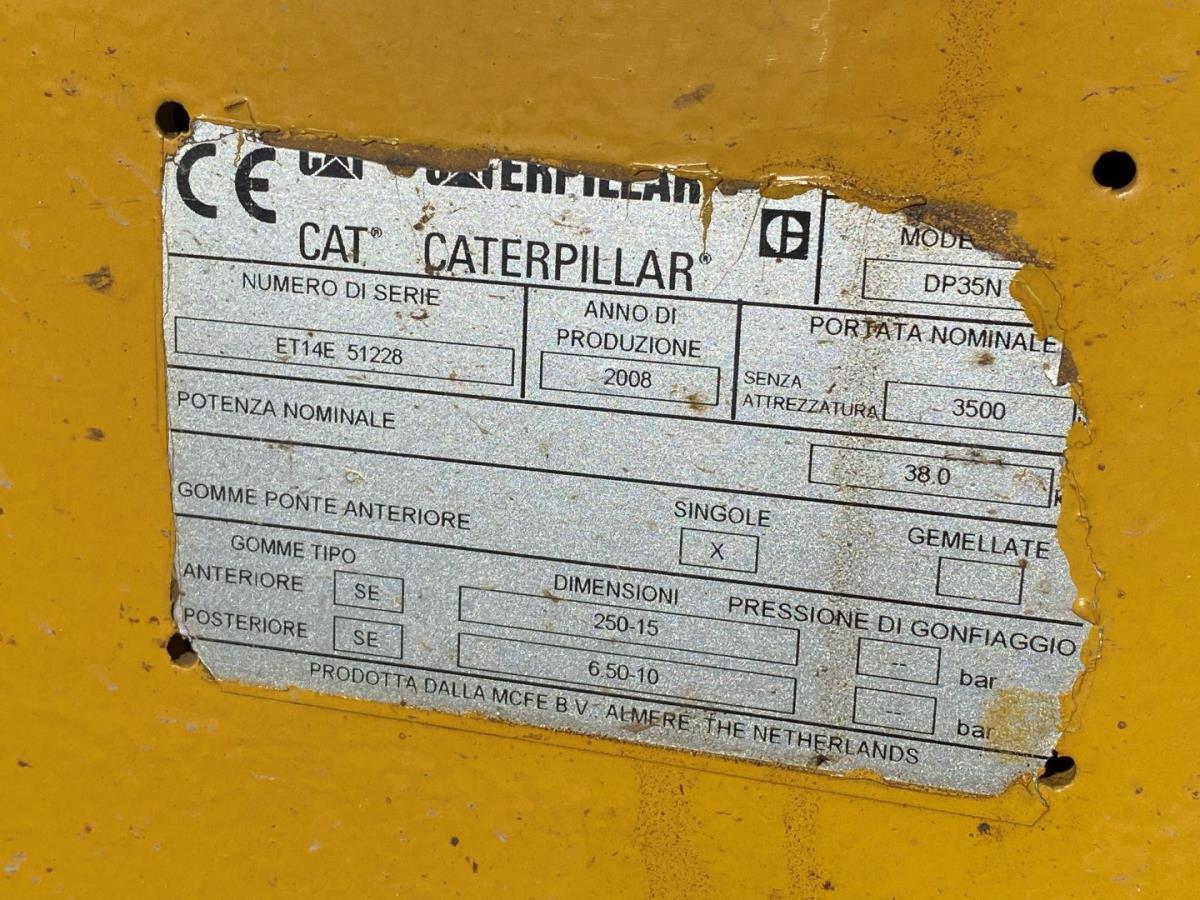 CE CAT CATERPILLAR
CAT® CATERPILLAR®
MODE
DP35N
NUMERO DI SERIE
ET14E 51228
ANNO DI
PRODUZIONE
2008
PORTATA NOMINALE
SENZA
ATTREZZATURA
3500
POTENZA NOMINALE
38.0
GOMME PONTE ANTERIORE
SINGOLE
X
GEMELLATE
GOMME TIPO
DIMENSIONI
PRESSIONE DI GONFIAGGIO
ANTERIORE SE 250-15 -- bar
POSTERIORE SE 6.50-10 -- bar
PRODOTTA DALLA MCFE B.V.. ALMERE. THE NETHERLANDS